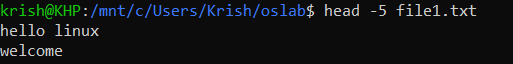 krish@KHP:/mnt/c/Users/Krish/oslab$ head -5 file1.txt
hello linux
welcome